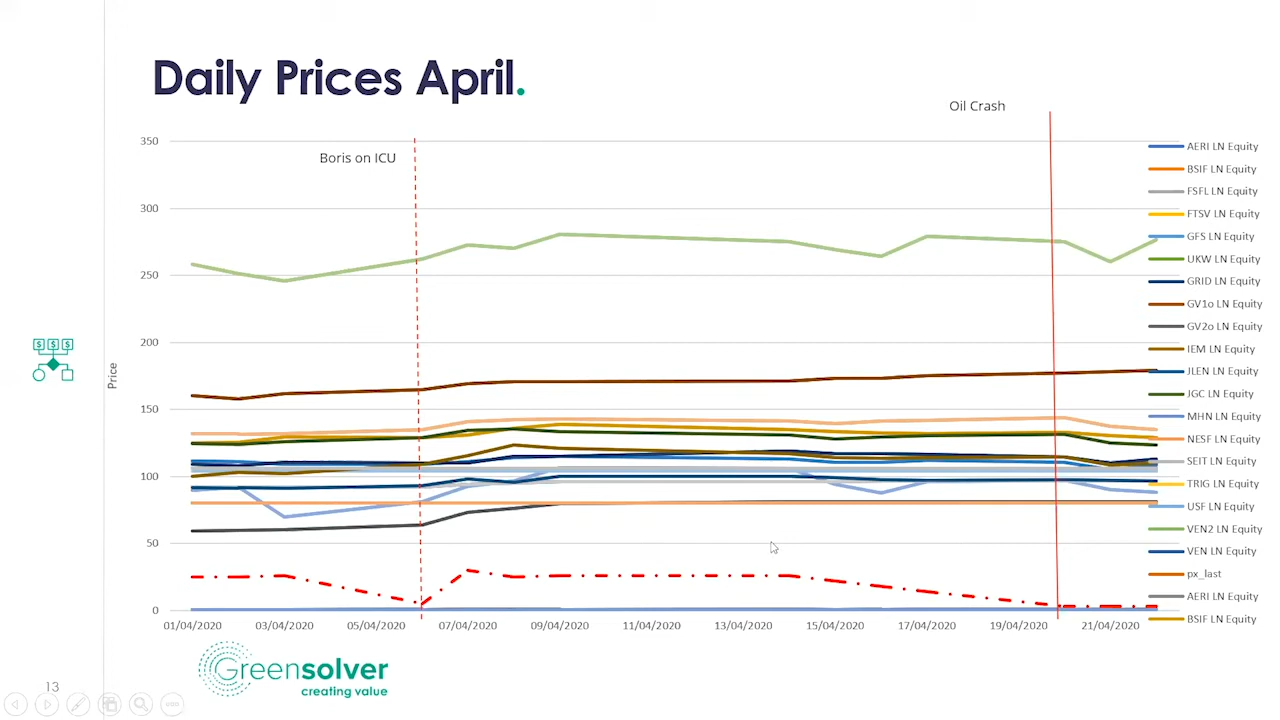 Daily Prices April.
Oil Crash
Boris on ICU
350
300
250
200
150
100
50
0
Price
01/04/2020 03/04/2020 05/04/2020 07/04/2020 09/04/2020 11/04/2020 13/04/2020 15/04/2020 17/04/2020 19/04/2020 21/04/2020
AERI LN Equity
BSIF LN Equity
FSFL LN Equity
FTSV LN Equity
GFS LN Equity
UKW LN Equity
GRID LN Equity
GV1o LN Equity
GV2o LN Equity
IEM LN Equity
JLEN LN Equity
JGC LN Equity
MHN LN Equity
NESF LN Equity
SEIT LN Equity
TRIG LN Equity
USF LN Equity
VEN2 LN Equity
VEN LN Equity
px_last
AERI LN Equity
BSIF LN Equity
Greensolver
creating value
13